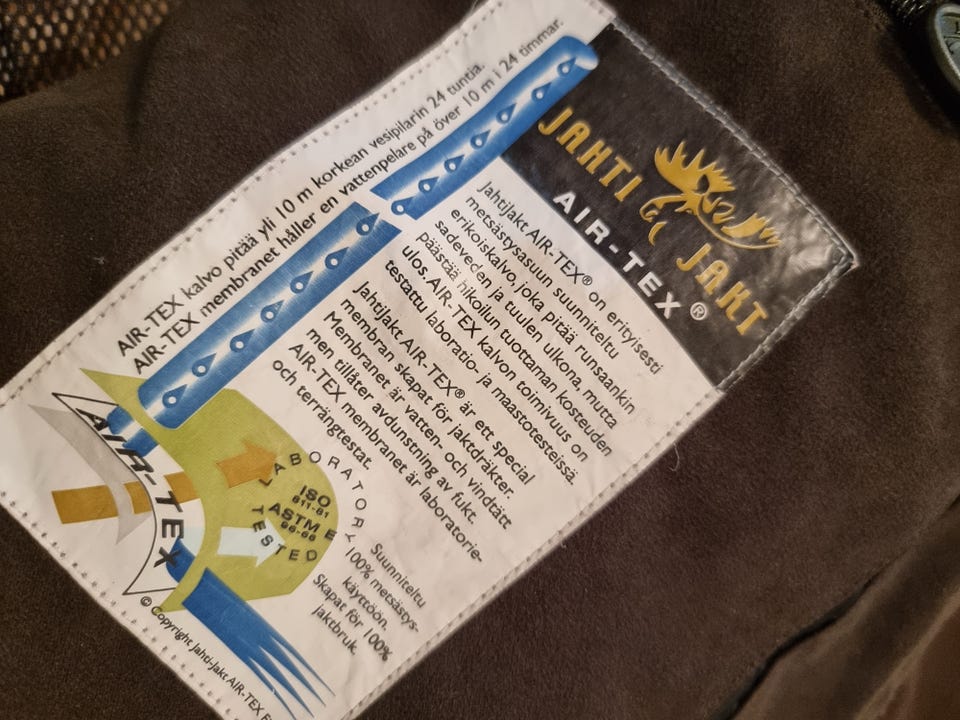 JAHTI JAKT
AIR-TEX®
AIR-TEX kalvo pitää yli 10 m korkean vesipilarin 24 tuntia.
AIR-TEX membranet håller en vattenpelare på över 10 m i 24 timmar.
Jahtijakt AIR-TEX® on erityisesti
metsästysasuun suunniteltu
erikoiskalvo, joka pitää runsaankin
sadeveden ja tuulen ulkona, mutta
päästää hikoilun tuottaman kosteuden
ulos. AIR-TEX kalvon toimivuus on
testattu laboratio- ja maastotesteissä.
Jahtijakt AIR-TEX® är ett special
membran skapat för jaktdräkter.
Membranet är vatten- och vindtätt
men tillåter avdunstning av fukt.
AIR-TEX membranet är laboratorie-
och terrängtestat.
AIR-TEX
LABORATORY
ISO
811-81
ASTM E
96-66
TESTED
Suunniteltu
100% metsästys-
käyttöön.
Skapat för 100%
jaktbruk.
© Copyright Jahti-Jakt AIR-TEX